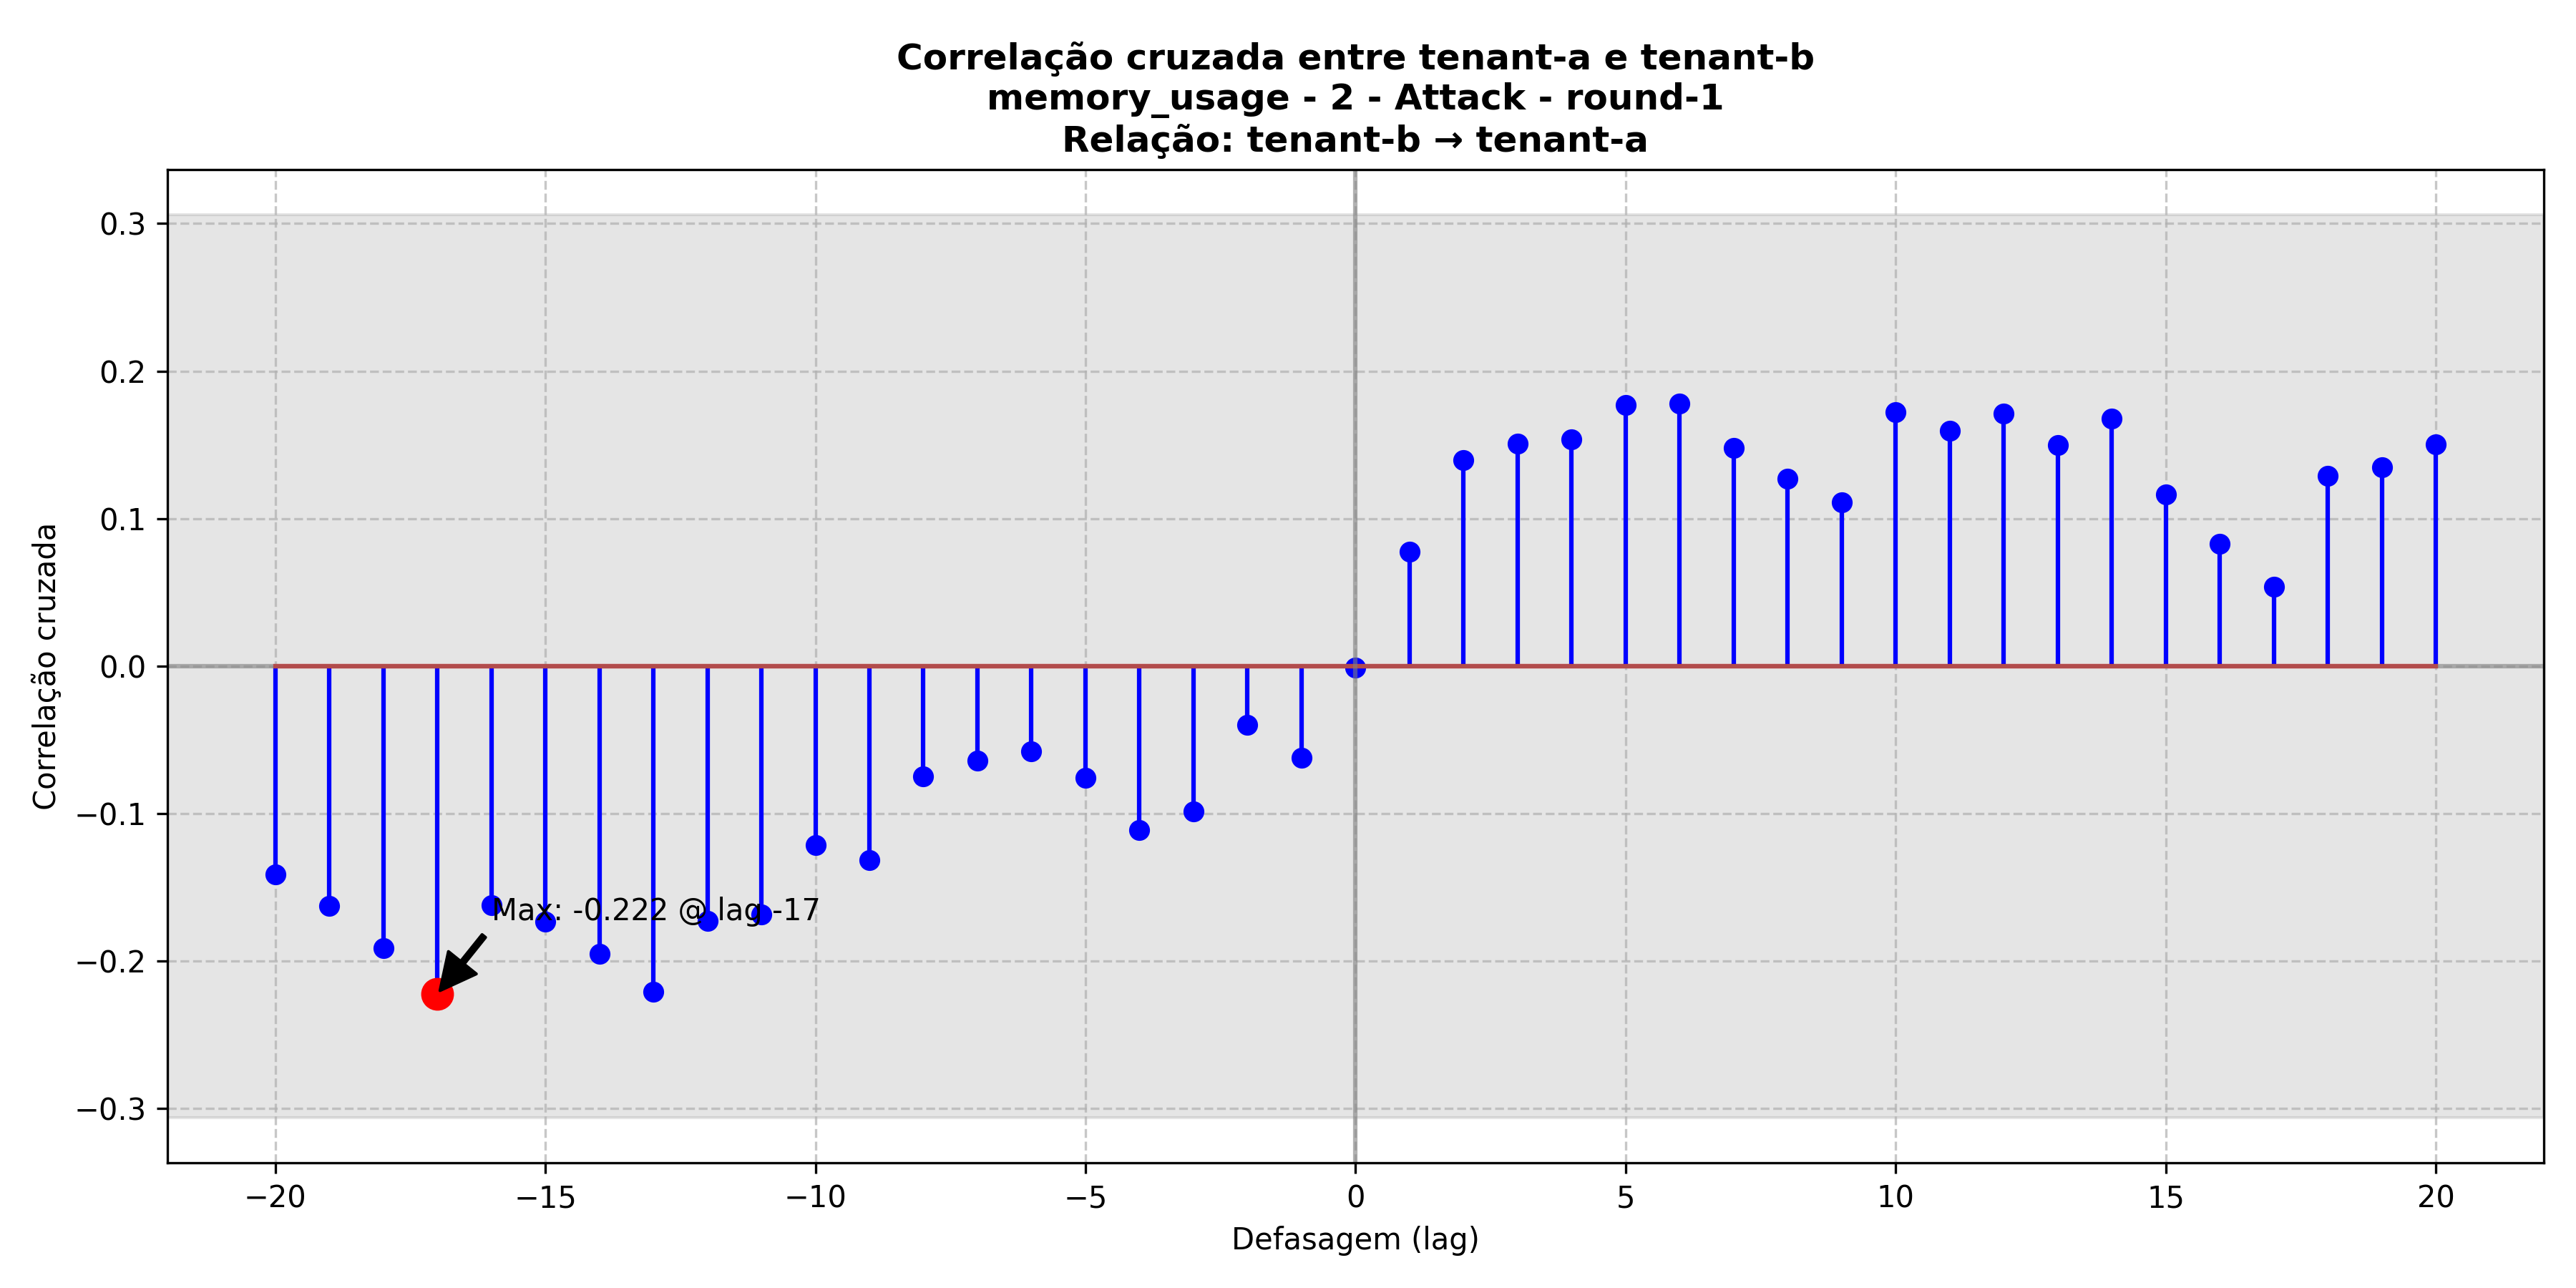 Correlação cruzada entre tenant-a e tenant-b
memory_usage - 2 - Attack - round-1
Relação: tenant-b → tenant-a
Correlação cruzada
0.3
0.2
0.1
0.0
−0.1
−0.2
−0.3
Max: -0.222 @ lag -17
−20
−15
−10
−5
0
5
10
15
20
Defasagem (lag)